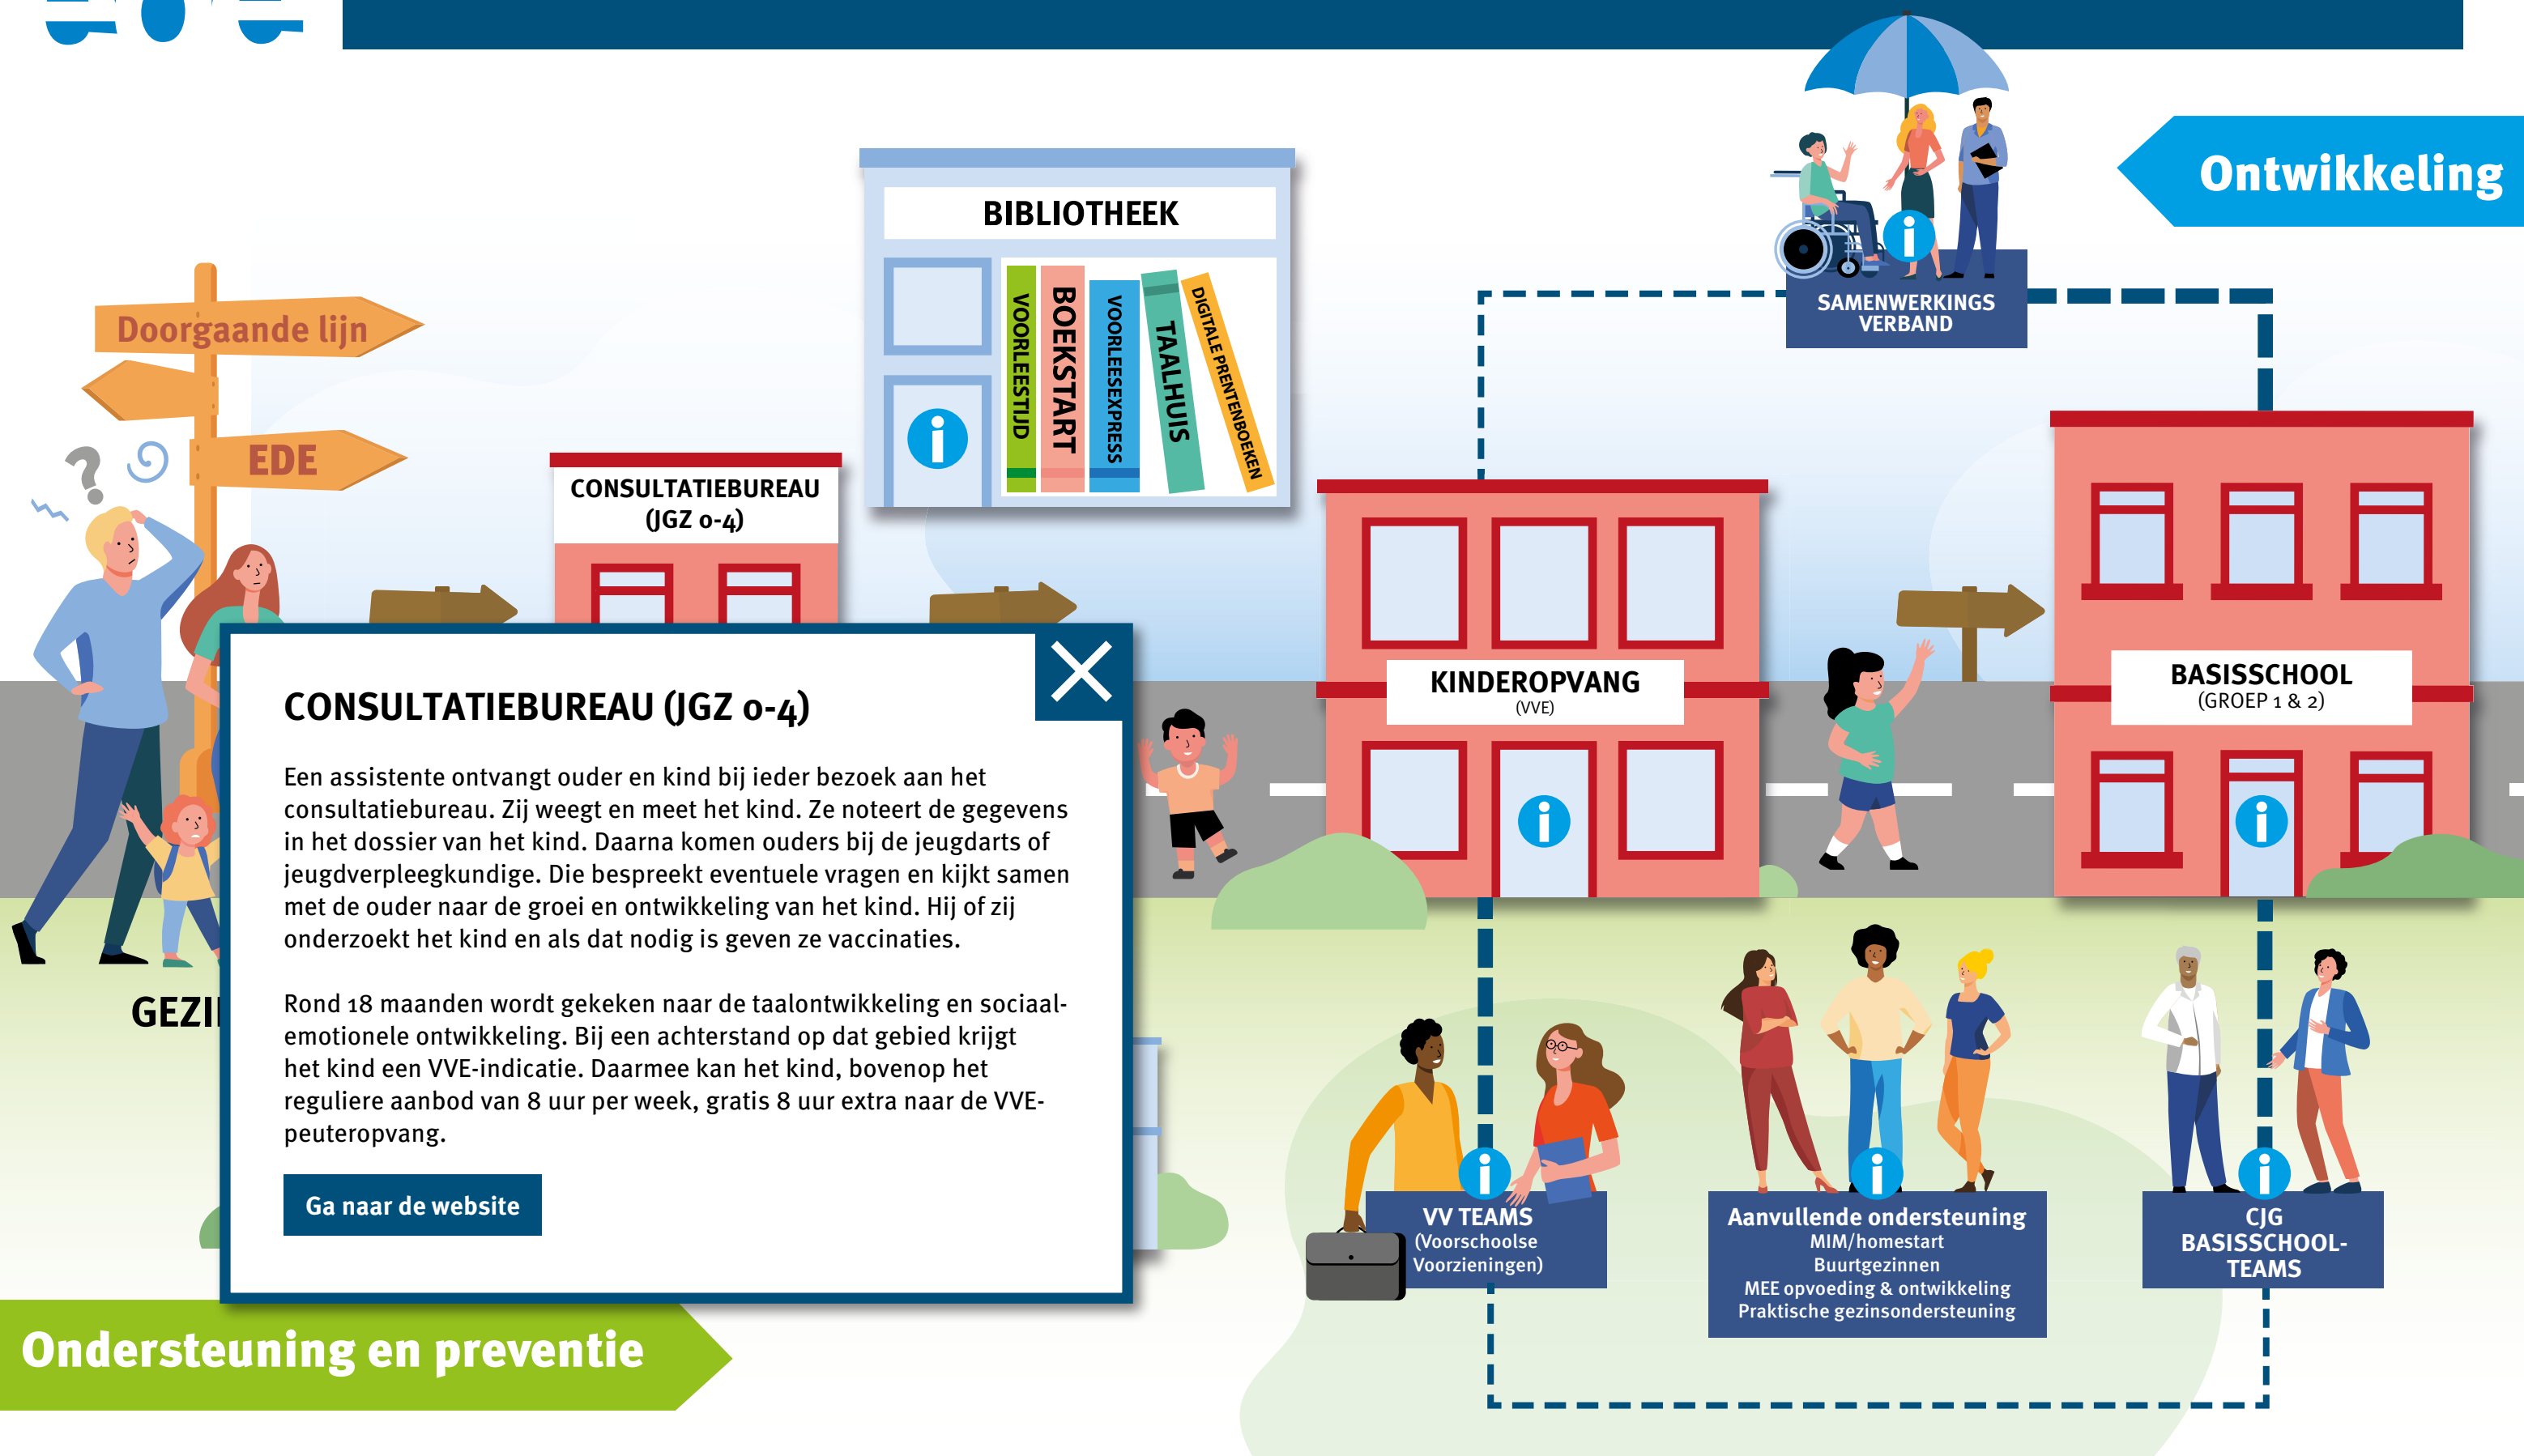 Ontwikkeling
BIBLIOTHEEK
VOORLEESTIJD
BOEKSTART
VOORLEESEXPRESS
TAALHUIS
DIGITALE PRENTENBOEKEN
SAMENWERKINGS
VERBAND
Doorgaande lijn
EDE
?
CONSULTATIEBUREAU
(JGZ 0-4)
KINDEROPVANG
(VVE)
BASISSCHOOL
(GROEP 1 & 2)
CONSULTATIEBUREAU (JGZ 0-4)
Een assistente ontvangt ouder en kind bij ieder bezoek aan het
consultatiebureau. Zij weegt en meet het kind. Ze noteert de gegevens
in het dossier van het kind. Daarna komen ouders bij de jeugdarts of
jeugdverpleegkundige. Die bespreekt eventuele vragen en kijkt samen
met de ouder naar de groei en ontwikkeling van het kind. Hij of zij
onderzoekt het kind en als dat nodig is geven ze vaccinaties.
Rond 18 maanden wordt gekeken naar de taalontwikkeling en sociaal-
emotionele ontwikkeling. Bij een achterstand op dat gebied krijgt
het kind een VVE-indicatie. Daarmee kan het kind, bovenop het
reguliere aanbod van 8 uur per week, gratis 8 uur extra naar de VVE-
peuteropvang.
Ga naar de website
VV TEAMS
(Voorschoolse
Voorzieningen)
Aanvullende ondersteuning
MIM/homestart
Buurtgezinnen
MEE opvoeding & ontwikkeling
Praktische gezinsondersteuning
CJG
BASISSCHOOL-
TEAMS
Ondersteuning en preventie